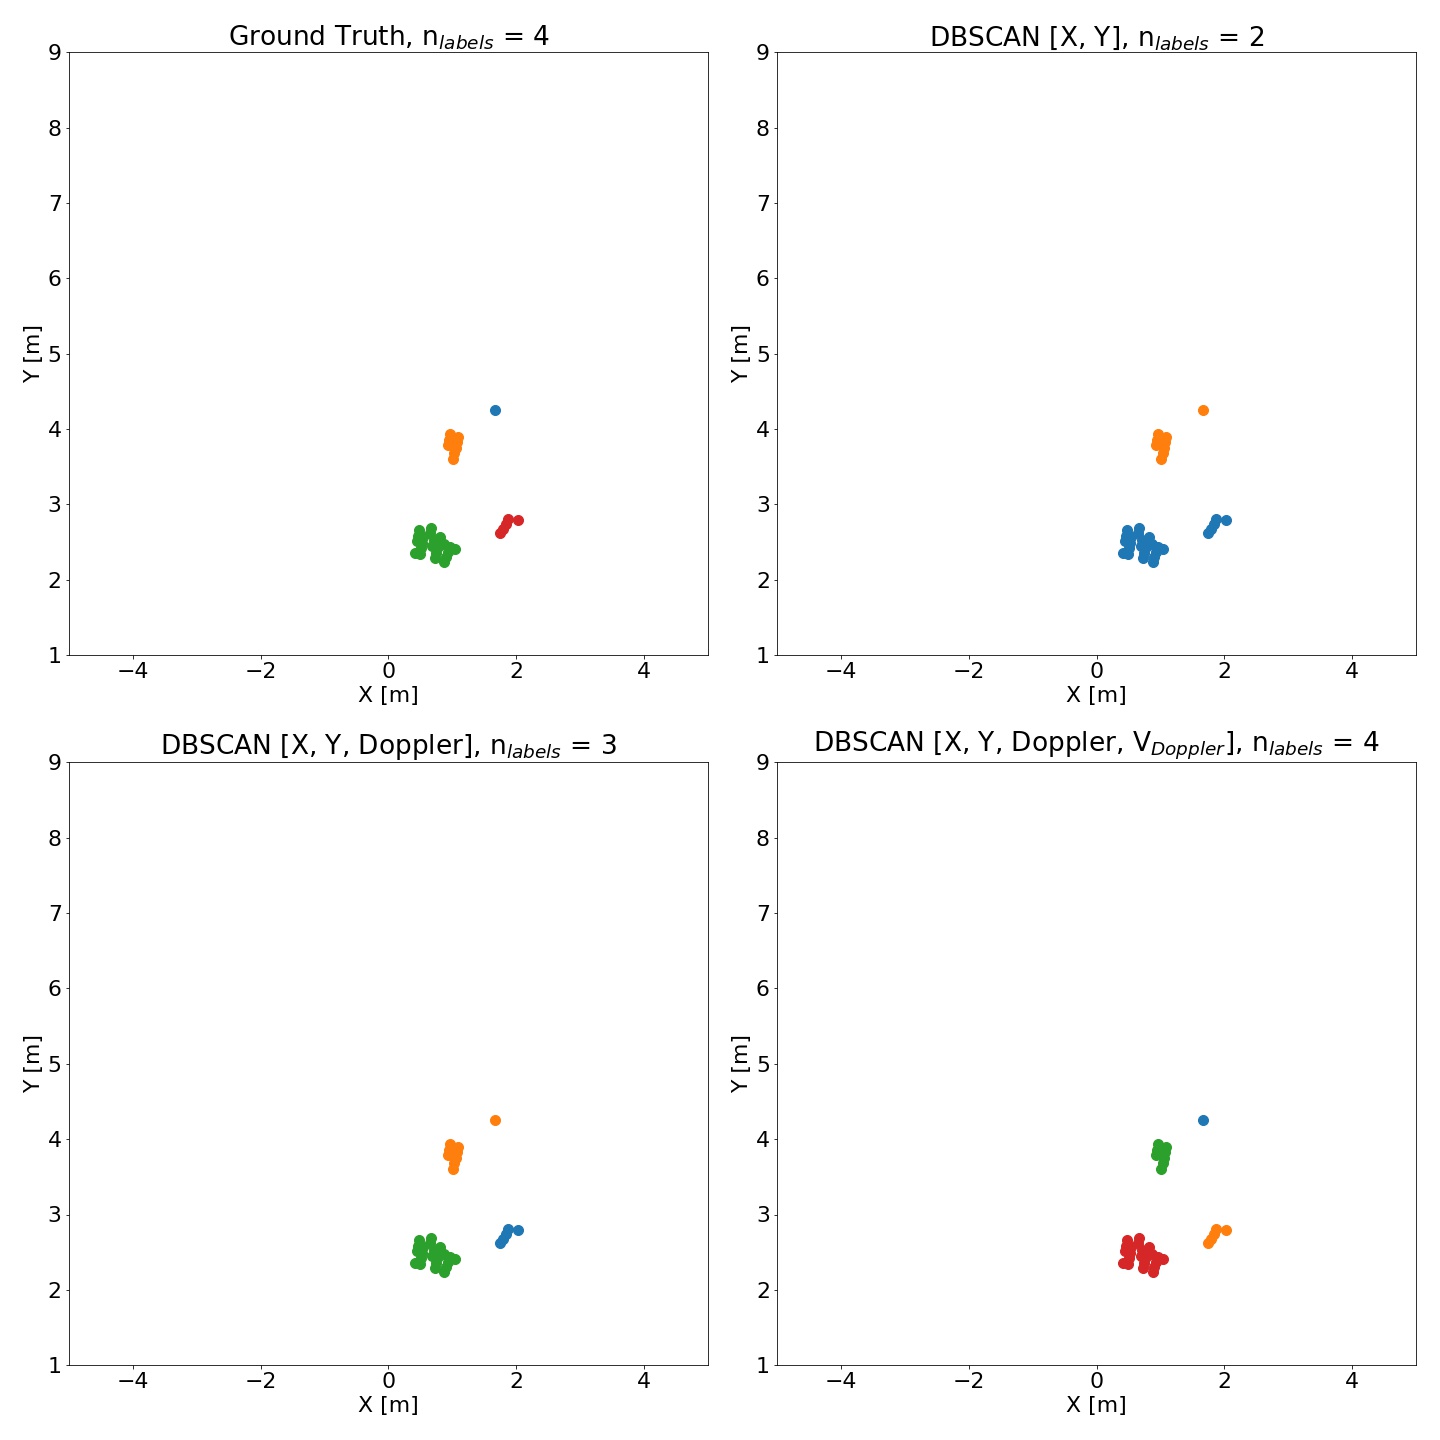 Ground Truth, n_labels = 4
9
8
7
6
5
4
3
2
1
Y [m]
−4 −2 0 2 4
X [m]
DBSCAN [X, Y], n_labels = 2
9
8
7
6
5
4
3
2
1
Y [m]
−4 −2 0 2 4
X [m]
DBSCAN [X, Y, Doppler], n_labels = 3
9
8
7
6
5
4
3
2
1
Y [m]
−4 −2 0 2 4
X [m]
DBSCAN [X, Y, Doppler, V_Doppler], n_labels = 4
9
8
7
6
5
4
3
2
1
Y [m]
−4 −2 0 2 4
X [m]